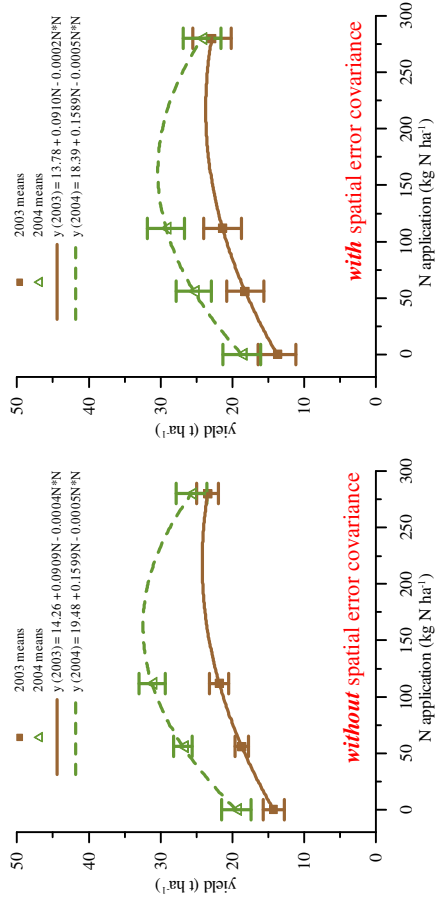 2003 means
2004 means
y (2003) = 14.26 + 0.0909N - 0.0004N*N
y (2004) = 19.48 + 0.1599N - 0.0005N*N
50
40
30
20
10
0
yield (t ha⁻¹)
without spatial error covariance
0
50
100
150
200
250
300
N application (kg N ha⁻¹)
2003 means
2004 means
y (2003) = 13.78 + 0.0910N - 0.0002N*N
y (2004) = 18.39 + 0.1589N - 0.0005N*N
50
40
30
20
10
0
yield (t ha⁻¹)
with spatial error covariance
0
50
100
150
200
250
300
N application (kg N ha⁻¹)